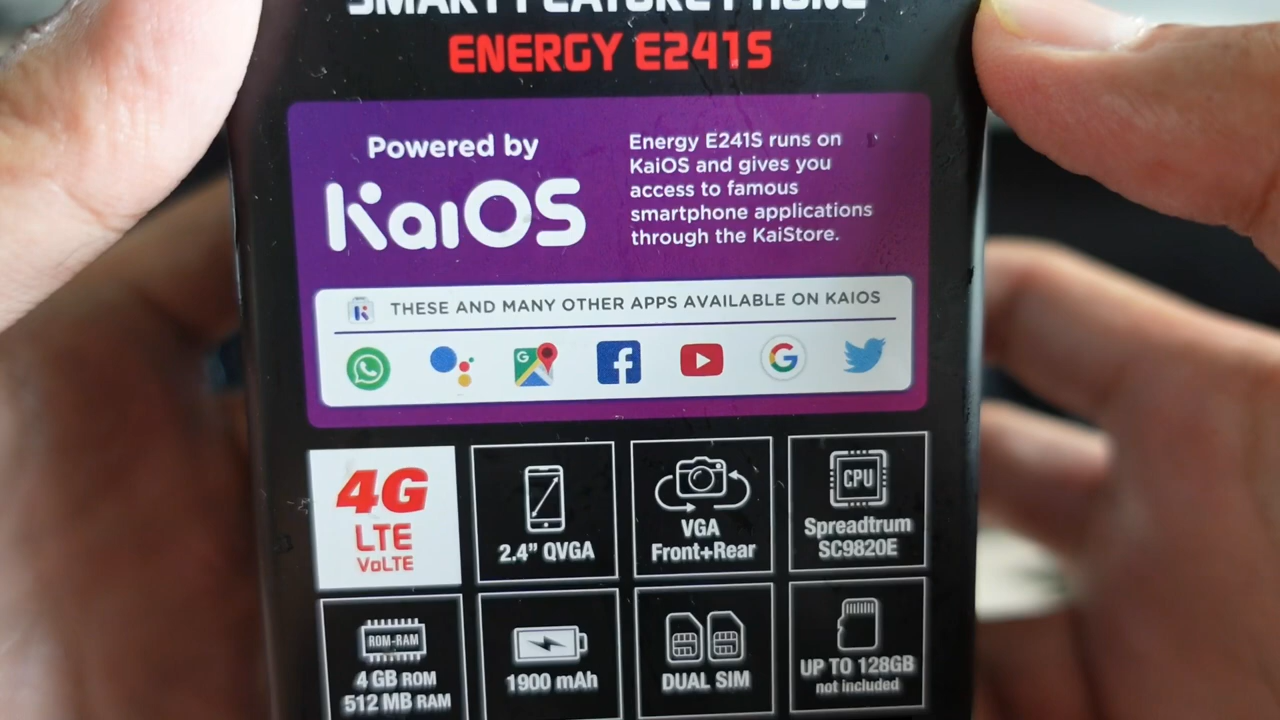 SMART FEATURE PHONE
ENERGY E241S
Powered by
KaiOS
Energy E241S runs on
KaiOS and gives you
access to famous
smartphone applications
through the KaiStore.
THESE AND MANY OTHER APPS AVAILABLE ON KAIOS
4G
LTE
VoLTE
2.4” QVGA
VGA
Front+Rear
CPU
Spreadtrum
SC9820E
ROM-RAM
4 GB ROM
512 MB RAM
1900 mAh
DUAL SIM
UP TO 128GB
not included